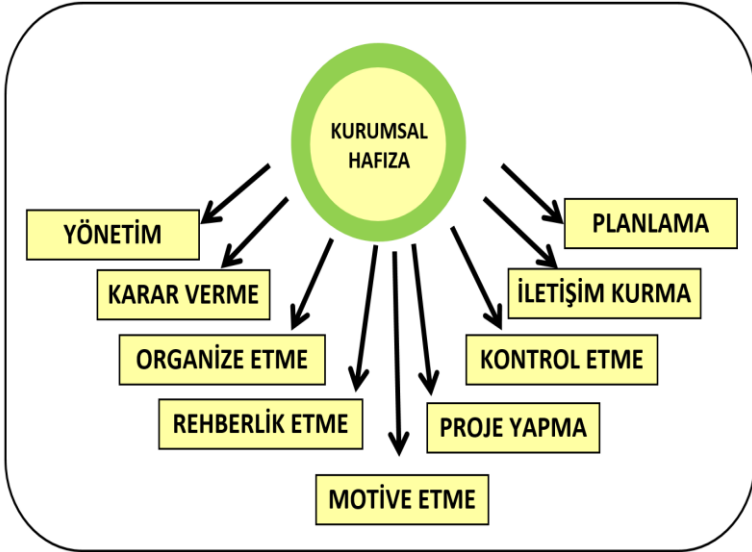 KURUMSAL
HAFIZA
YÖNETİM
PLANLAMA
KARAR VERME
İLETİŞİM KURMA
ORGANİZE ETME
KONTROL ETME
REHBERLİK ETME
PROJE YAPMA
MOTİVE ETME